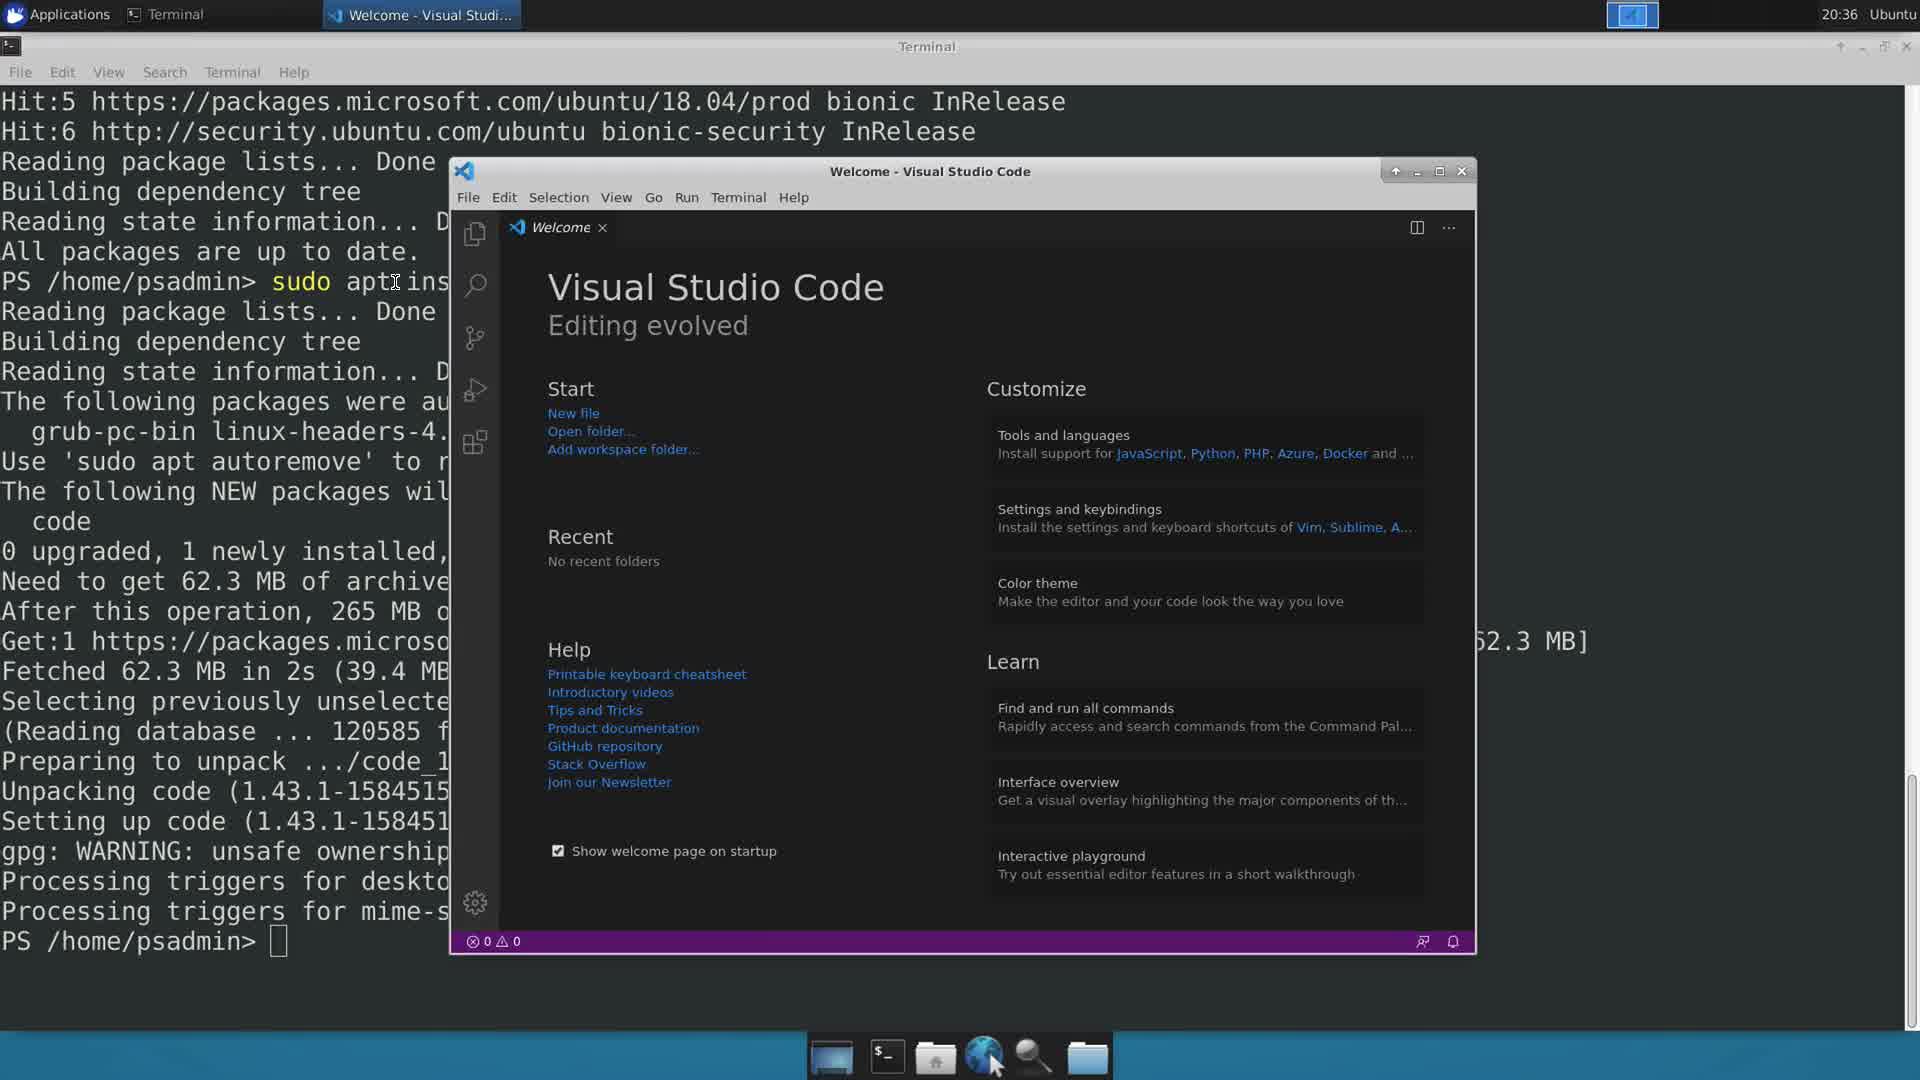 Applications
Terminal
Welcome - Visual Studi...
20:36
Ubuntu
Terminal
File Edit View Search Terminal Help
Hit:5 https://packages.microsoft.com/ubuntu/18.04/prod bionic InRelease
Hit:6 http://security.ubuntu.com/ubuntu bionic-security InRelease
Reading package lists... Done
Building dependency tree
Reading state information... D
All packages are up to date.
PS /home/psadmin> sudo apt ins
Reading package lists... Done
Building dependency tree
Reading state information... D
The following packages were au
grub-pc-bin linux-headers-4.
Use 'sudo apt autoremove' to r
The following NEW packages wil
code
0 upgraded, 1 newly installed,
Need to get 62.3 MB of archive
After this operation, 265 MB o
Get:1 https://packages.microso
62.3 MB]
Fetched 62.3 MB in 2s (39.4 MB
Selecting previously unselecte
(Reading database ... 120585 f
Preparing to unpack .../code_1
Unpacking code (1.43.1-1584515
Setting up code (1.43.1-158451
gpg: WARNING: unsafe ownership
Processing triggers for deskto
Processing triggers for mime-s
PS /home/psadmin>
Welcome - Visual Studio Code
File Edit Selection View Go Run Terminal Help
Welcome
Visual Studio Code
Editing evolved
Start
New file
Open folder...
Add workspace folder...
Recent
No recent folders
Help
Printable keyboard cheatsheet
Introductory videos
Tips and Tricks
Product documentation
GitHub repository
Stack Overflow
Join our Newsletter
Show welcome page on startup
Customize
Tools and languages
Install support for JavaScript, Python, PHP, Azure, Docker and ...
Settings and keybindings
Install the settings and keyboard shortcuts of Vim, Sublime, A...
Color theme
Make the editor and your code look the way you love
Learn
Find and run all commands
Rapidly access and search commands from the Command Pal...
Interface overview
Get a visual overlay highlighting the major components of th...
Interactive playground
Try out essential editor features in a short walkthrough
0 0
$_